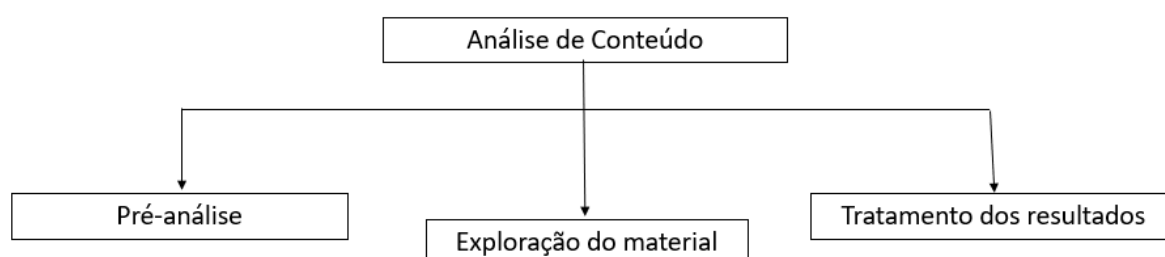 Análise de Conteúdo
Pré-análise
Exploração do material
Tratamento dos resultados